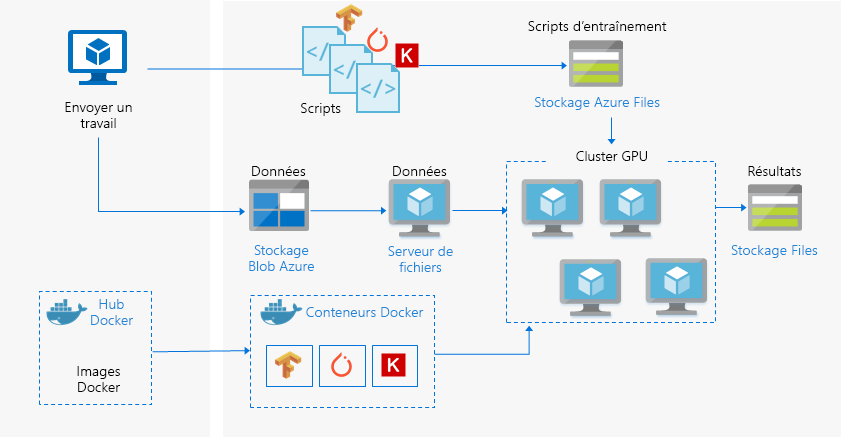 Scripts d’entraînement
K
Stockage Azure Files
Envoyer un
travail
Scripts
Cluster GPU
Données
Données
Résultats
Stockage
Blob Azure
Serveur de
fichiers
Stockage Files
Hub
Docker
Conteneurs Docker
K
Images
Docker